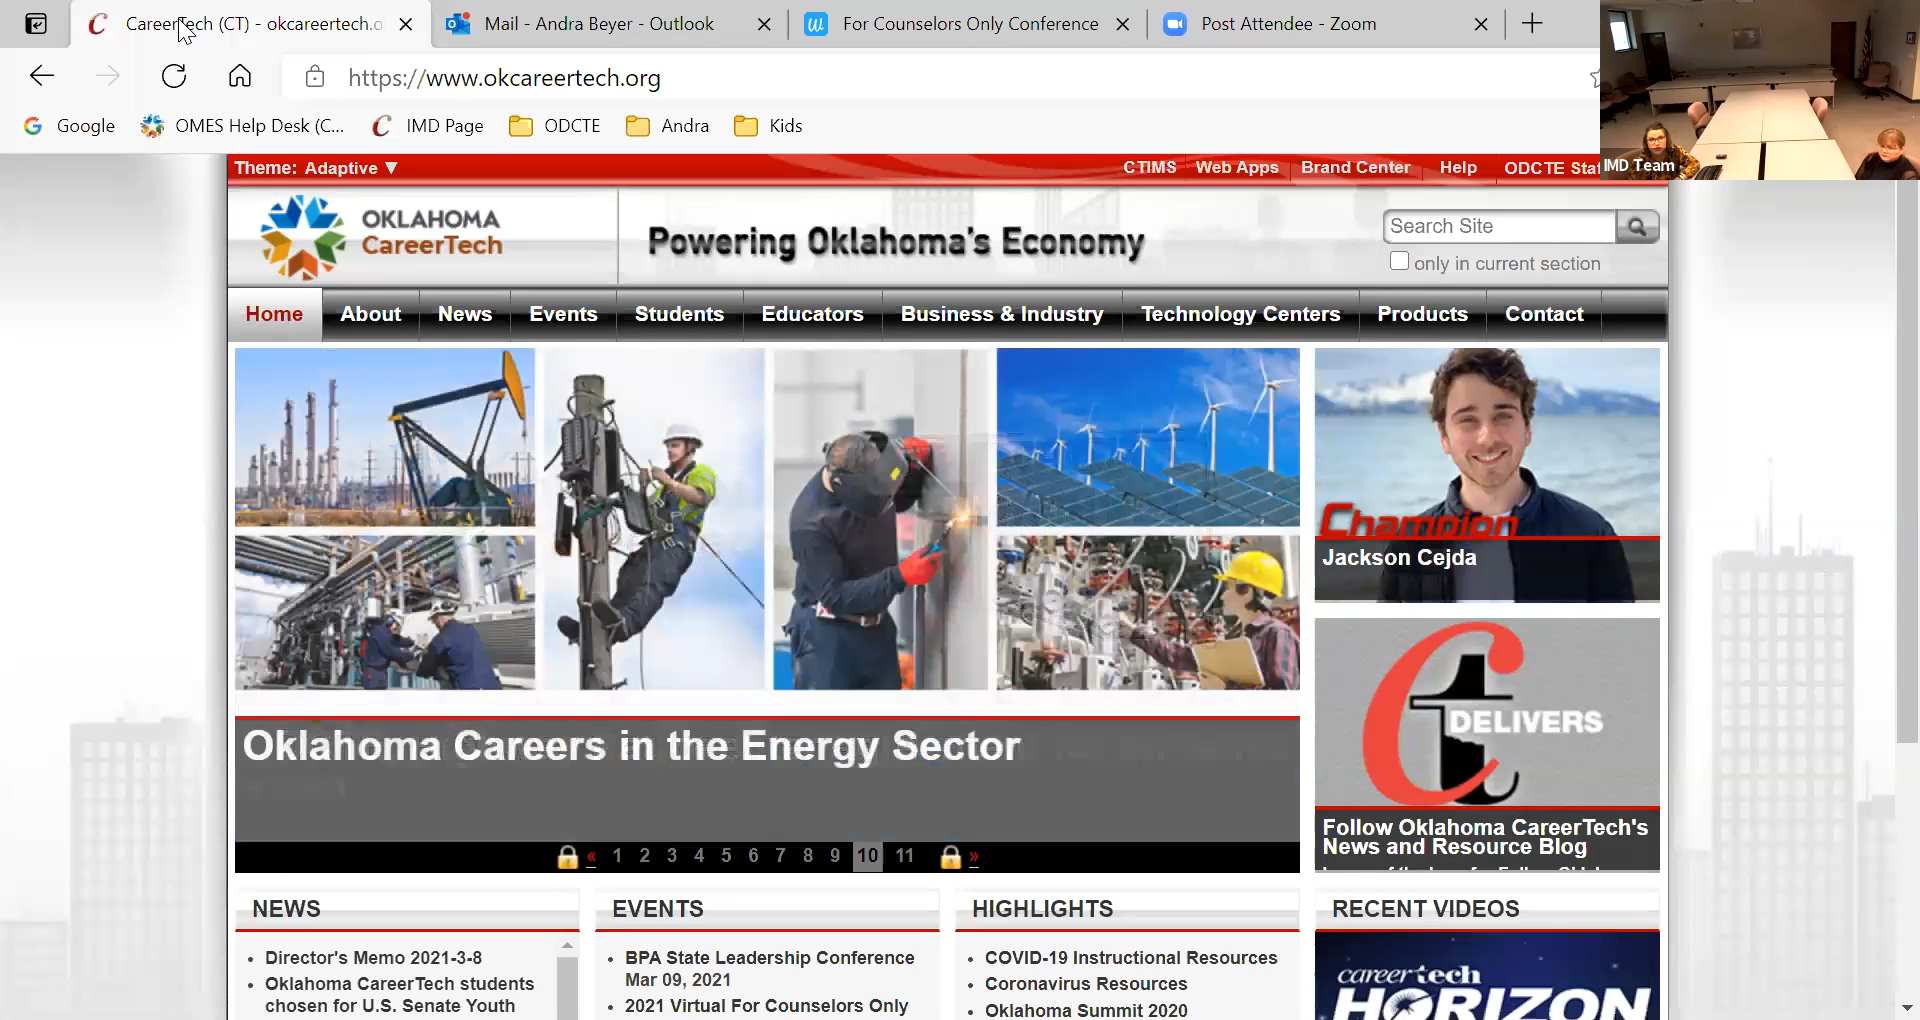 CareerTech (CT) - okcareertech.o
Mail - Andra Beyer - Outlook
For Counselors Only Conference
Post Attendee - Zoom
https://www.okcareertech.org
Google
OMES Help Desk (C...
IMD Page
ODCTE
Andra
Kids
IMD Team
Theme: Adaptive ▼
CTIMS
Web Apps
Brand Center
Help
ODCTE Staf
OKLAHOMA
CareerTech
Powering Oklahoma's Economy
Search Site
only in current section
Home
About
News
Events
Students
Educators
Business & Industry
Technology Centers
Products
Contact
Champion
Jackson Cejda
Ct DELIVERS
Follow Oklahoma CareerTech's
News and Resource Blog
Oklahoma Careers in the Energy Sector
« 1 2 3 4 5 6 7 8 9 10 11 »
NEWS
• Director's Memo 2021-3-8
• Oklahoma CareerTech students
chosen for U.S. Senate Youth
EVENTS
• BPA State Leadership Conference
Mar 09, 2021
• 2021 Virtual For Counselors Only
HIGHLIGHTS
• COVID-19 Instructional Resources
• Coronavirus Resources
• Oklahoma Summit 2020
RECENT VIDEOS
careertech
HORIZON